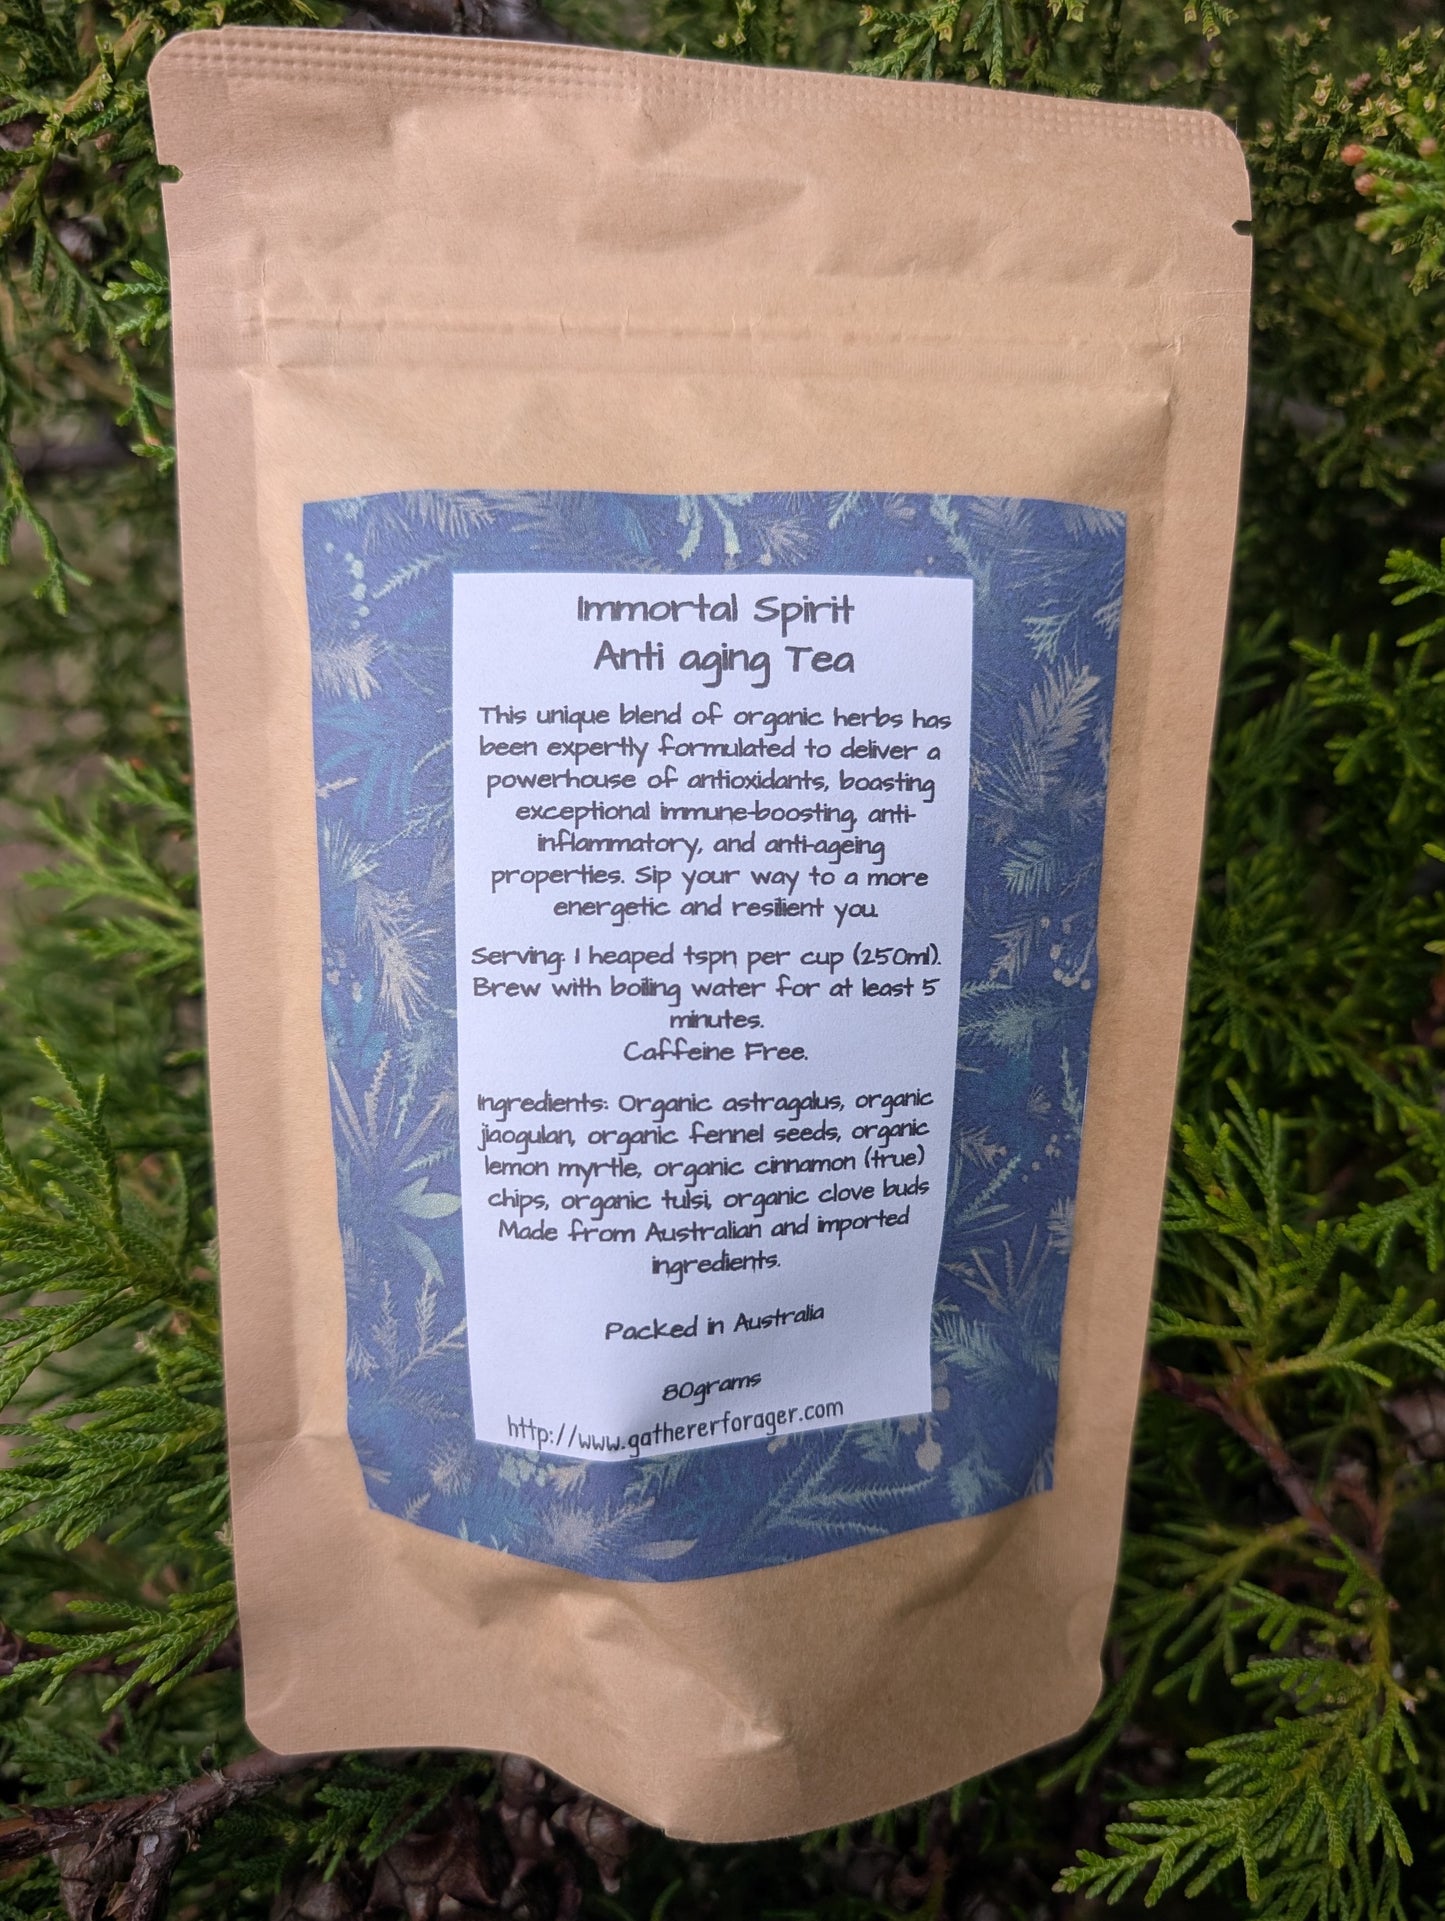 Immortal Spirit
Anti aging Tea
This unique blend of organic herbs has
been expertly formulated to deliver a
powerhouse of antioxidants, boasting
exceptional immune-boosting, anti-
inflammatory, and anti-ageing
properties. Sip your way to a more
energetic and resilient you.
Serving: 1 heaped tspn per cup (250ml).
Brew with boiling water for at least 5
minutes.
Caffeine Free.
Ingredients: Organic astragalus, organic
jiaogulan, organic fennel seeds, organic
lemon myrtle, organic cinnamon (true)
chips, organic tulsi, organic clove buds
Made from Australian and imported
ingredients.
Packed in Australia
80grams
http://www.gathererforager.com